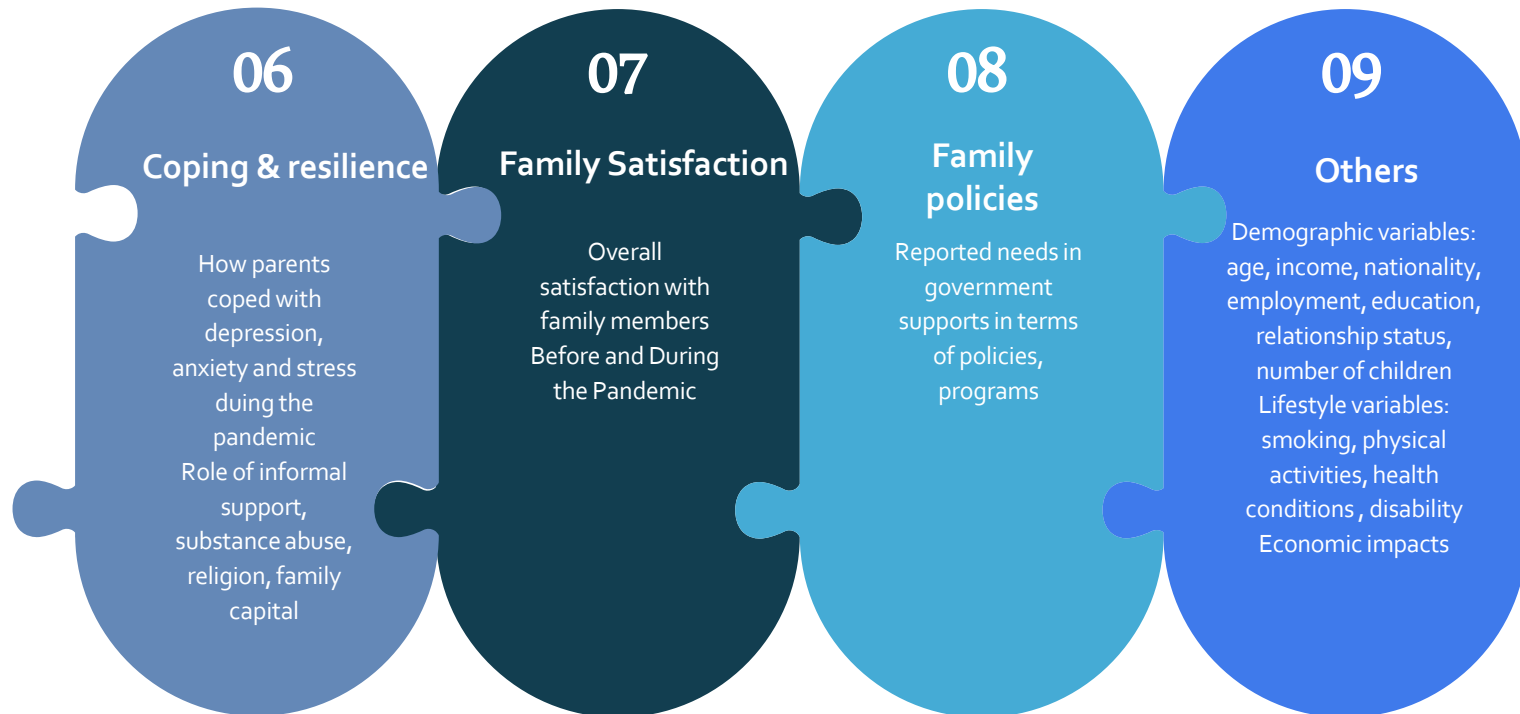 06
Coping & resilience
How parents
coped with
depression,
anxiety and stress
duing the
pandemic
Role of informal
support,
substance abuse,
religion, family
capital
07
Family Satisfaction
Overall
satisfaction with
family members
Before and During
the Pandemic
08
Family
policies
Reported needs in
government
supports in terms
of policies,
programs
09
Others
Demographic variables:
age, income, nationality,
employment, education,
relationship status,
number of children
Lifestyle variables:
smoking, physical
activities, health
conditions , disability
Economic impacts